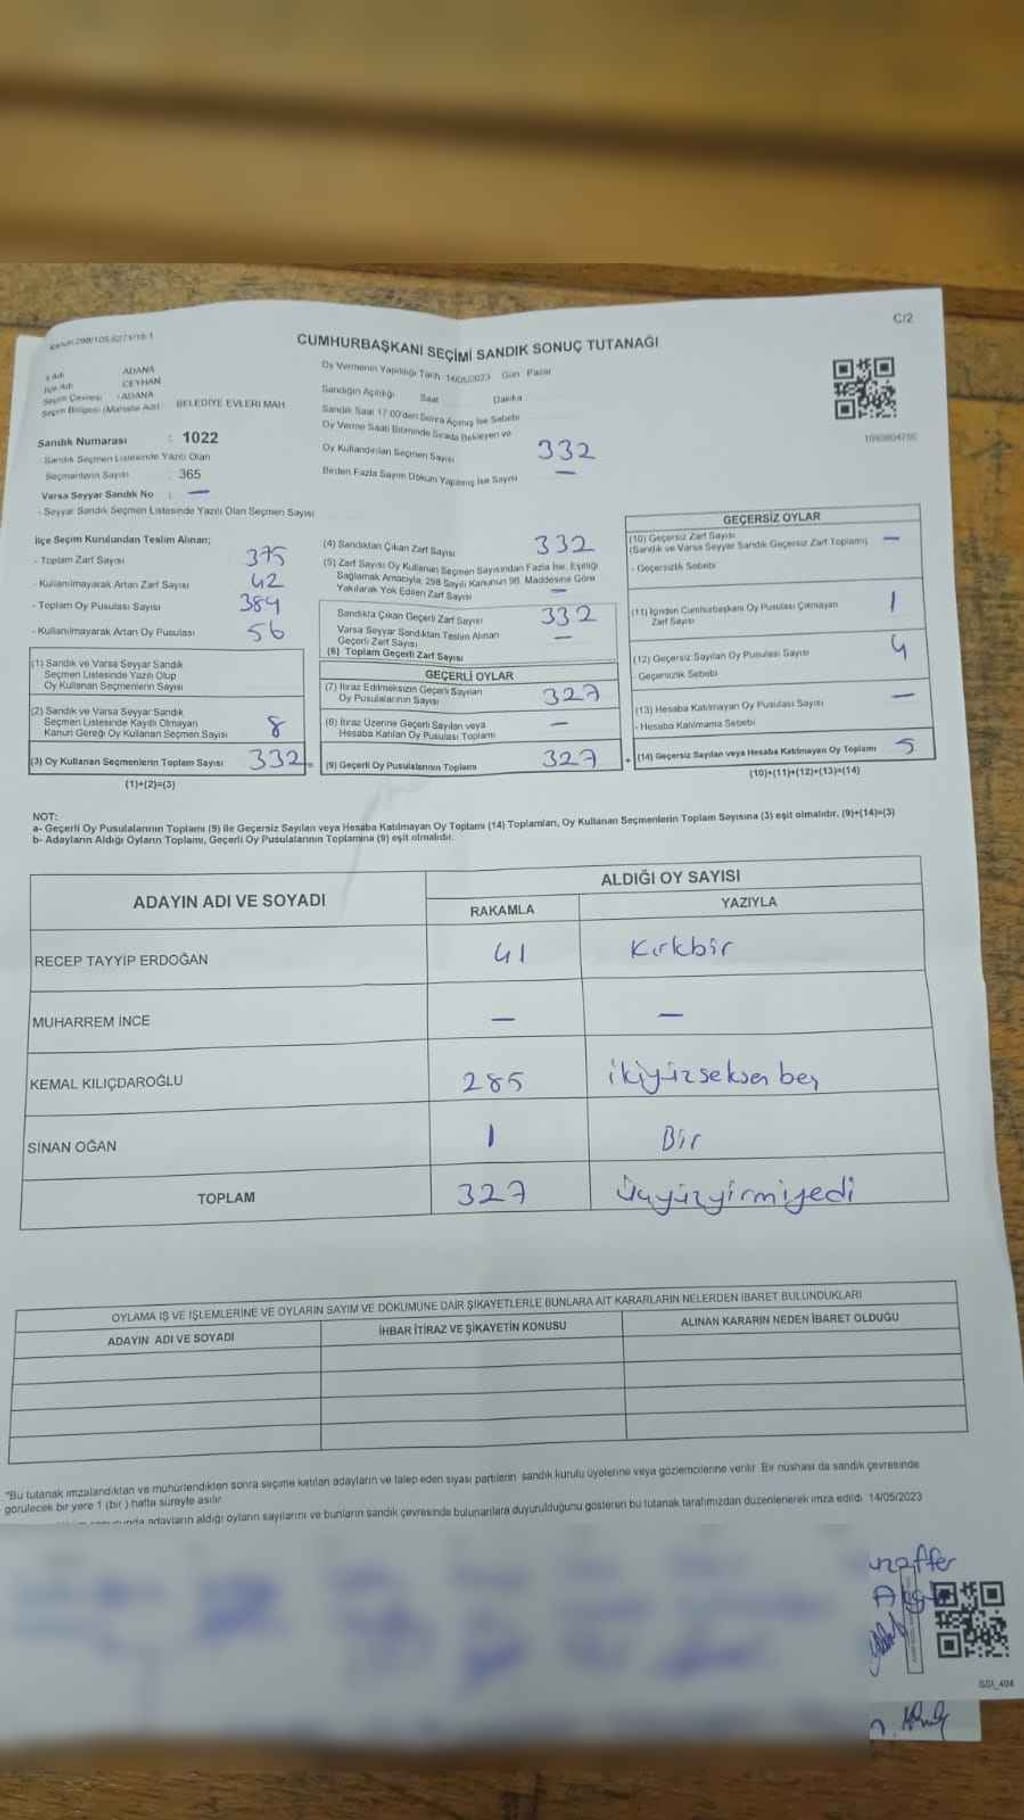 C/2
CUMHURBAŞKANI SEÇİMİ SANDIK SONUÇ TUTANAĞI
İl Adı ADANA
İlçe Adı CEYHAN
Seçim Çevresi : ADANA
Seçim Bölgesi (Mahalle Adı) BELEDİYE EVLERİ MAH
Sandık Numarası : 1022
Sandık Seçmen Listesinde Yazılı Olan
Seçmenlerin Sayısı 365
Varsa Seyyar Sandık No : —
- Seyyar Sandık Seçmen Listesinde Yazılı Olan Seçmen Sayısı
Oy Vermenin Yapıldığı Tarih 14/05/2023 Gün Pazar
Sandığın Açıldığı Saat Dakika
Sandık Saat 17:00'den Sonra Açılmış İse Sebebi
Oy Verme Saati Bitiminde Sırada Bekleyen ve
Oy Kullandırılan Seçmen Sayısı 332
Birden Fazla Sayım Döküm Yapılmış İse Sayısı —
İlçe Seçim Kurulundan Teslim Alınan;
- Toplam Zarf Sayısı 375
- Kullanılmayarak Artan Zarf Sayısı 42
- Toplam Oy Pusulası Sayısı 384
- Kullanılmayarak Artan Oy Pusulası 56
(1) Sandık ve Varsa Seyyar Sandık
Seçmen Listesinde Yazılı Olup
Oy Kullanan Seçmenlerin Sayısı
(2) Sandık ve Varsa Seyyar Sandık
Seçmen Listesinde Kayıtlı Olmayan
Kanun Gereği Oy Kullanan Seçmen Sayısı 8
(3) Oy Kullanan Seçmenlerin Toplam Sayısı 332
(1)+(2)=(3)
(4) Sandıktan Çıkan Zarf Sayısı 332
(5) Zarf Sayısı Oy Kullanan Seçmen Sayısından Fazla İse, Eşitliği
Sağlamak Amacıyla, 298 Sayılı Kanunun 98. Maddesine Göre
Yakılarak Yok Edilen Zarf Sayısı —
Sandıkta Çıkan Geçerli Zarf Sayısı 332
Varsa Seyyar Sandıktan Teslim Alınan
Geçerli Zarf Sayısı —
(6) Toplam Geçerli Zarf Sayısı
GEÇERLİ OYLAR
(7) İtiraz Edilmeksizin Geçerli Sayılan
Oy Pusulalarının Sayısı 327
(8) İtiraz Üzerine Geçerli Sayılan veya
Hesaba Katılan Oy Pusulası Toplamı —
= (9) Geçerli Oy Pusulalarının Toplamı 327
GEÇERSİZ OYLAR
(10) Geçersiz Zarf Sayısı
(Sandık ve Varsa Seyyar Sandık Geçersiz Zarf Toplamı) —
- Geçersizlik Sebebi
(11) İçinden Cumhurbaşkanı Oy Pusulası Çıkmayan
Zarf Sayısı 1
(12) Geçersiz Sayılan Oy Pusulası Sayısı 4
Geçersizlik Sebebi
(13) Hesaba Katılmayan Oy Pusulası Sayısı —
- Hesaba Katılmama Sebebi
+ (14) Geçersiz Sayılan veya Hesaba Katılmayan Oy Toplamı 5
(10)+(11)+(12)+(13)=(14)
NOT:
a- Geçerli Oy Pusulalarının Toplamı (9) ile Geçersiz Sayılan veya Hesaba Katılmayan Oy Toplamı (14) Toplamları, Oy Kullanan Seçmenlerin Toplam Sayısına (3) eşit olmalıdır. (9)+(14)=(3)
b- Adayların Aldığı Oyların Toplamı, Geçerli Oy Pusulalarının Toplamına (9) eşit olmalıdır.
ADAYIN ADI VE SOYADI
ALDIĞI OY SAYISI
RAKAMLA YAZIYLA
RECEP TAYYİP ERDOĞAN 41 Kırkbir
MUHARREM İNCE — —
KEMAL KILIÇDAROĞLU 285 ikiyüzseksenbeş
SİNAN OĞAN 1 Bir
TOPLAM 327 üçyüzyirmiyedi
OYLAMA İŞ VE İŞLEMLERİNE VE OYLARIN SAYIM VE DÖKÜMÜNE DAİR ŞİKAYETLERLE BUNLARA AİT KARARLARIN NELERDEN İBARET BULUNDUKLARI
ADAYIN ADI VE SOYADI İHBAR İTİRAZ VE ŞİKAYETİN KONUSU ALINAN KARARIN NEDEN İBARET OLDUĞU
"Bu tutanak imzalandıktan ve mühürlendikten sonra seçime katılan adayların ve talep eden siyasi partilerin sandık kurulu üyelerine veya gözlemcilerine verilir. Bir nüshası da sandık çevresinde
görülecek bir yere 1 (bir) hafta süreyle asılır.
adayların aldığı oyların sayılarını ve bunların sandık çevresinde bulunanlara duyurulduğunu gösteren bu tutanak tarafımızdan düzenlenerek imza edildi. 14/05/2023